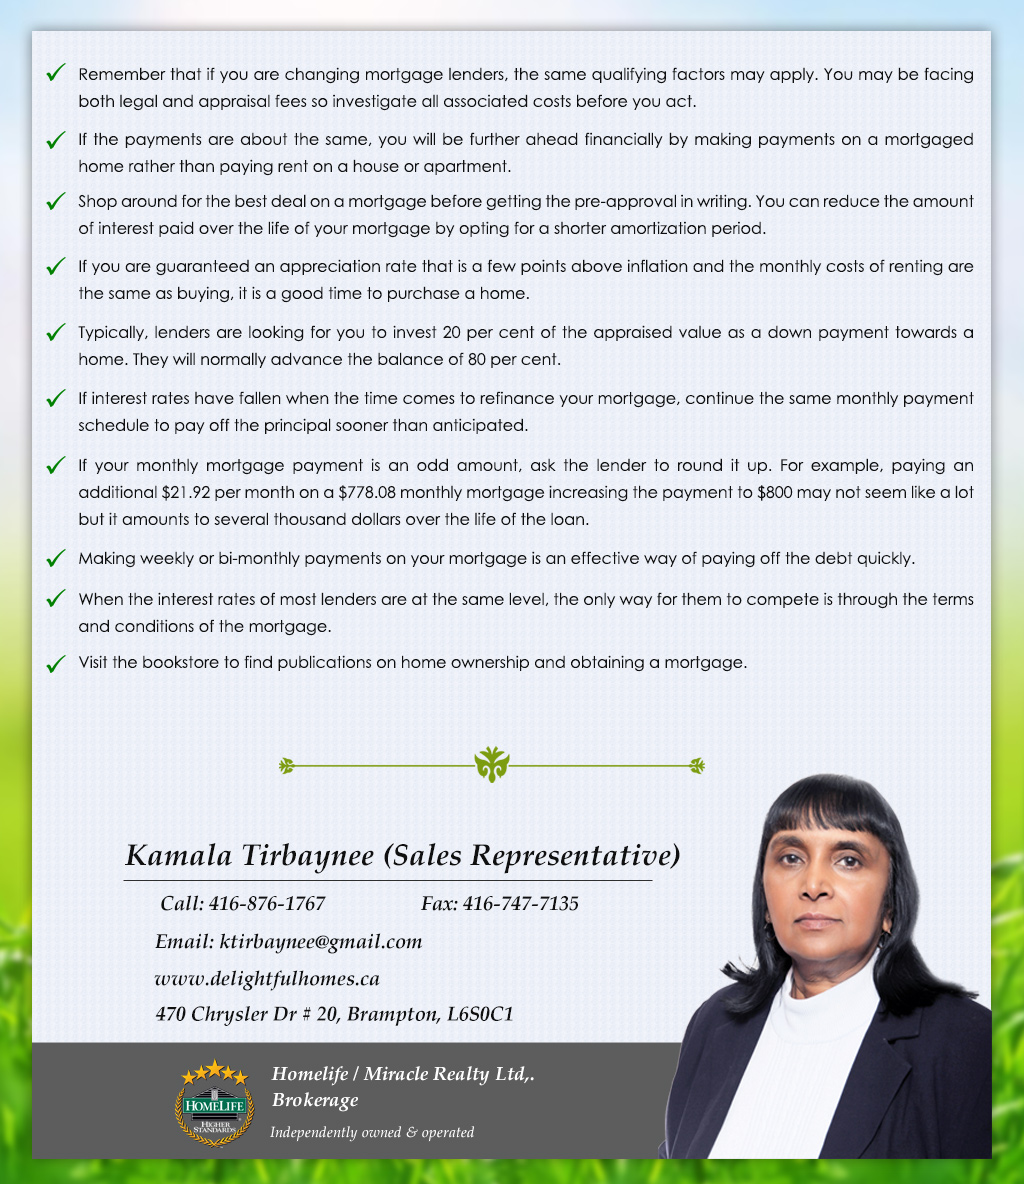 Remember that if you are changing mortgage lenders, the same qualifying factors may apply. You may be facing
both legal and appraisal fees so investigate all associated costs before you act.
If the payments are about the same, you will be further ahead financially by making payments on a mortgaged
home rather than paying rent on a house or apartment.
Shop around for the best deal on a mortgage before getting the pre-approval in writing. You can reduce the amount
of interest paid over the life of your mortgage by opting for a shorter amortization period.
If you are guaranteed an appreciation rate that is a few points above inflation and the monthly costs of renting are
the same as buying, it is a good time to purchase a home.
Typically, lenders are looking for you to invest 20 per cent of the appraised value as a down payment towards a
home. They will normally advance the balance of 80 per cent.
If interest rates have fallen when the time comes to refinance your mortgage, continue the same monthly payment
schedule to pay off the principal sooner than anticipated.
If your monthly mortgage payment is an odd amount, ask the lender to round it up. For example, paying an
additional $21.92 per month on a $778.08 monthly mortgage increasing the payment to $800 may not seem like a lot
but it amounts to several thousand dollars over the life of the loan.
Making weekly or bi-monthly payments on your mortgage is an effective way of paying off the debt quickly.
When the interest rates of most lenders are at the same level, the only way for them to compete is through the terms
and conditions of the mortgage.
Visit the bookstore to find publications on home ownership and obtaining a mortgage.
Kamala Tirbaynee (Sales Representative)
Call: 416-876-1767 Fax: 416-747-7135
Email: ktirbaynee@gmail.com
www.delightfulhomes.ca
470 Chrysler Dr # 20, Brampton, L6S0C1
HOMELIFE
HIGHER
STANDARDS
Homelife / Miracle Realty Ltd,.
Brokerage
Independently owned & operated